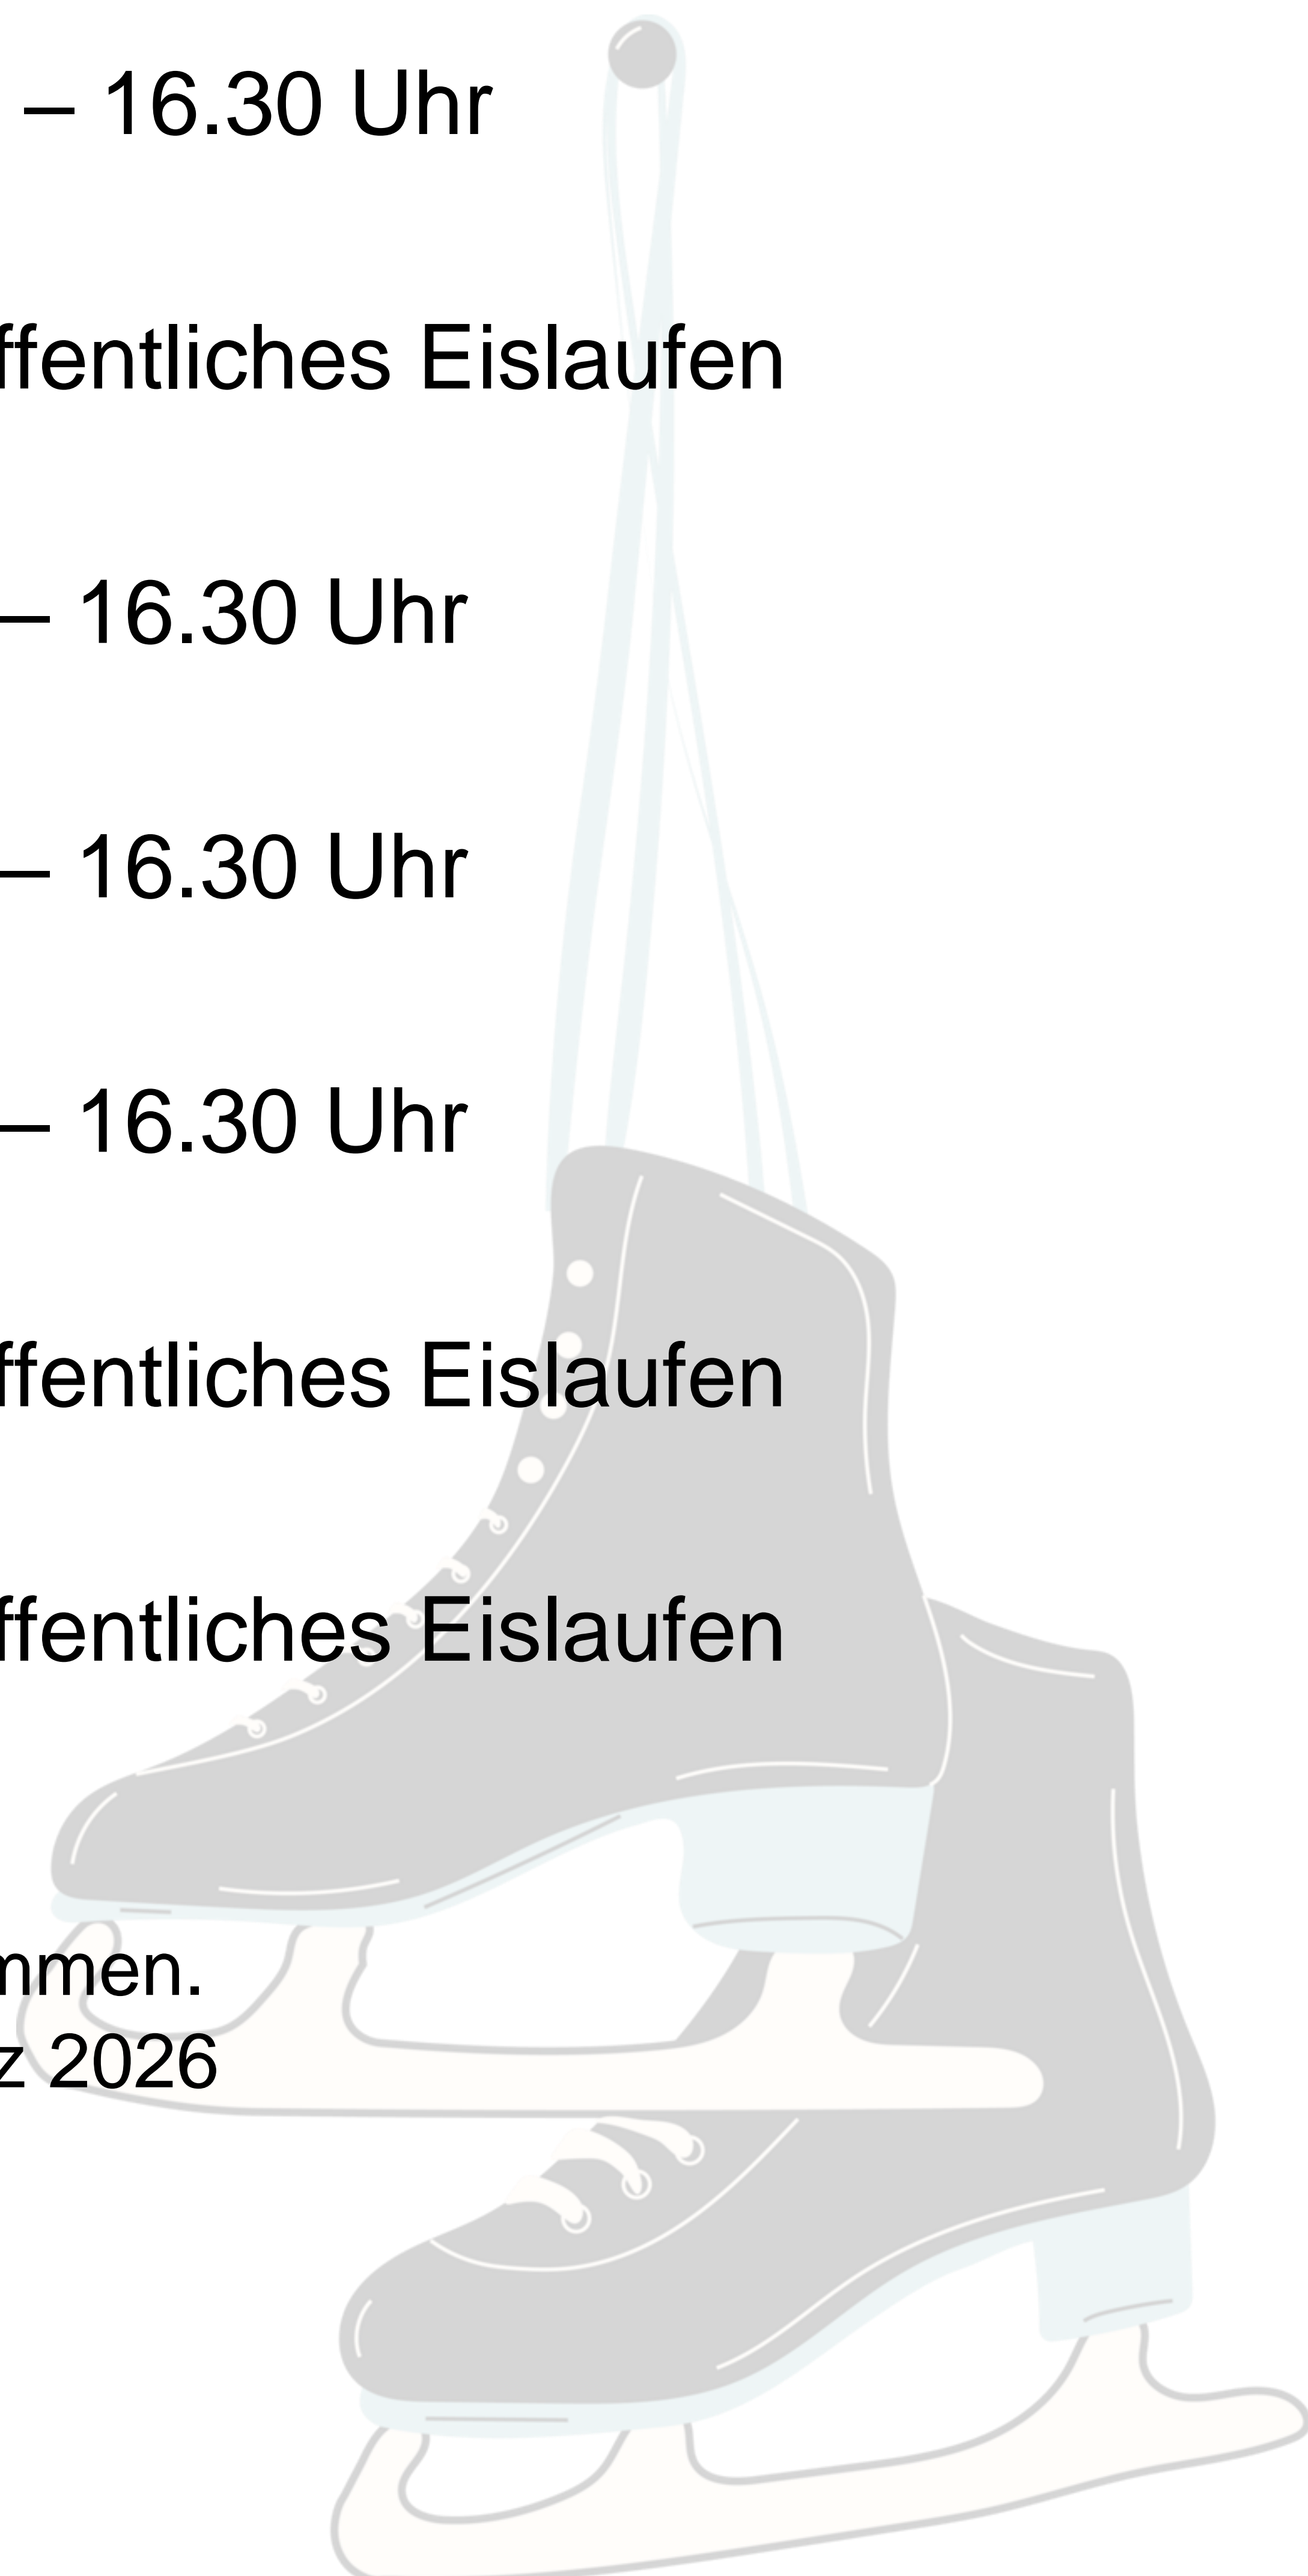 – 16.30 Uhr
ffentliches Eislaufen
– 16.30 Uhr
– 16.30 Uhr
– 16.30 Uhr
ffentliches Eislaufen
ffentliches Eislaufen
mmen.
z 2026